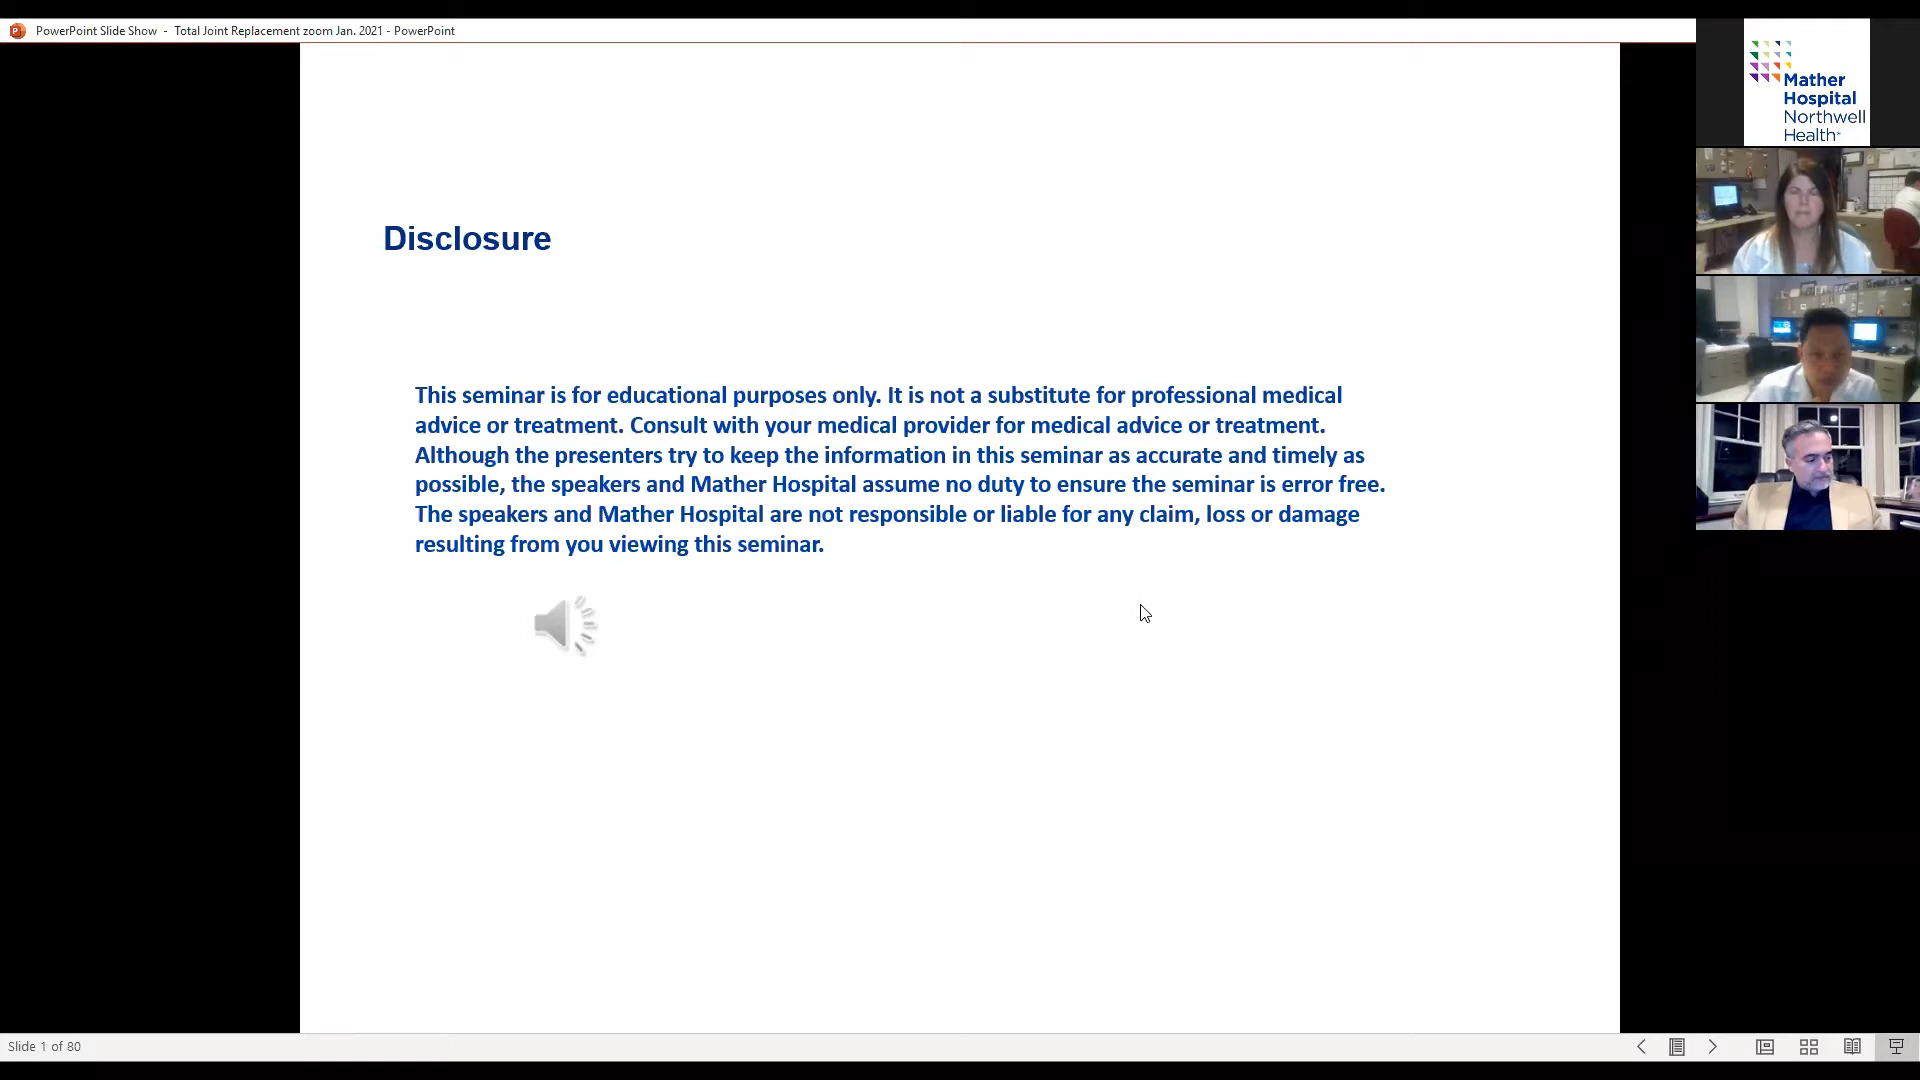 PowerPoint Slide Show - Total Joint Replacement zoom Jan. 2021 - PowerPoint
Mather
Hospital
Northwell
Health
Disclosure
This seminar is for educational purposes only. It is not a substitute for professional medical
advice or treatment. Consult with your medical provider for medical advice or treatment.
Although the presenters try to keep the information in this seminar as accurate and timely as
possible, the speakers and Mather Hospital assume no duty to ensure the seminar is error free.
The speakers and Mather Hospital are not responsible or liable for any claim, loss or damage
resulting from you viewing this seminar.
Slide 1 of 80